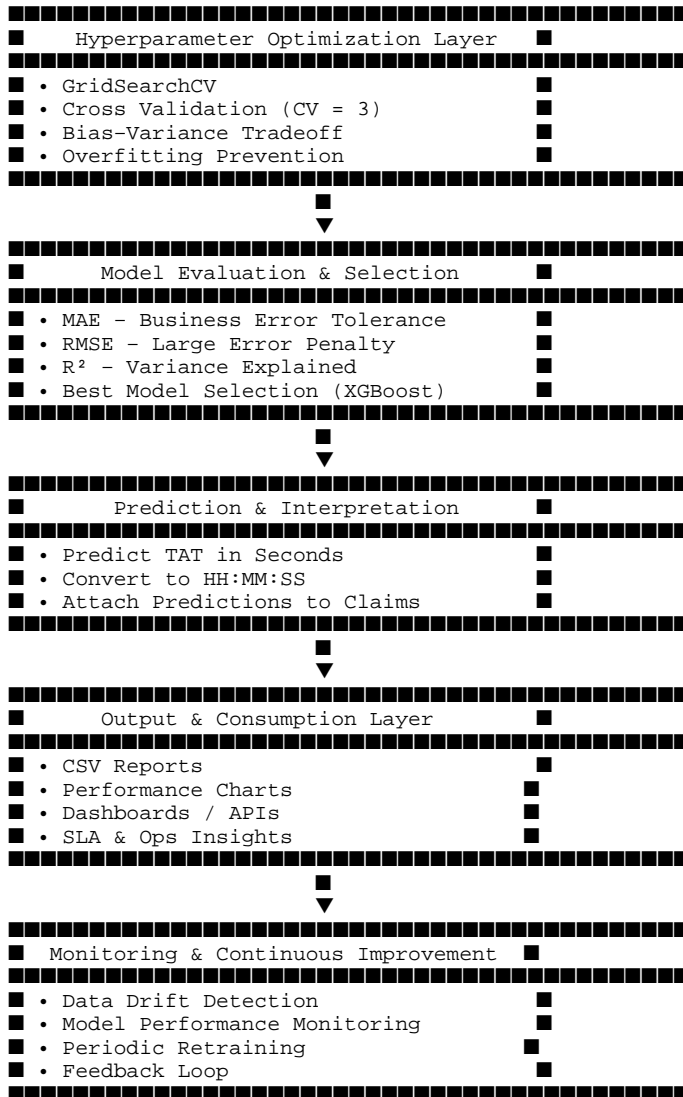 Hyperparameter Optimization Layer
• GridSearchCV
• Cross Validation (CV = 3)
• Bias-Variance Tradeoff
• Overfitting Prevention
Model Evaluation & Selection
• MAE – Business Error Tolerance
• RMSE – Large Error Penalty
• R² – Variance Explained
• Best Model Selection (XGBoost)
Prediction & Interpretation
• Predict TAT in Seconds
• Convert to HH:MM:SS
• Attach Predictions to Claims
Output & Consumption Layer
• CSV Reports
• Performance Charts
• Dashboards / APIs
• SLA & Ops Insights
Monitoring & Continuous Improvement
• Data Drift Detection
• Model Performance Monitoring
• Periodic Retraining
• Feedback Loop